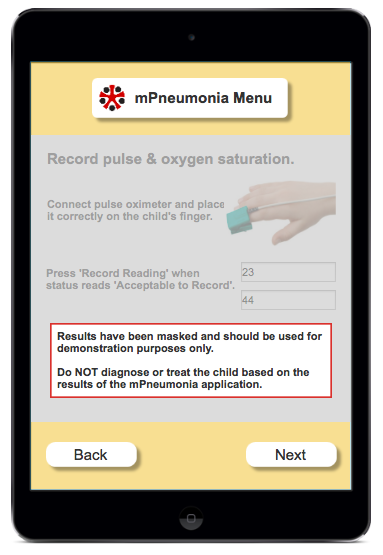 mPneumonia Menu
Record pulse & oxygen saturation.
Connect pulse oximeter and place
it correctly on the child's finger.
Press 'Record Reading' when
status reads 'Acceptable to Record'.
23
44
Results have been masked and should be used for
demonstration purposes only.
Do NOT diagnose or treat the child based on the
results of the mPneumonia application.
Back
Next